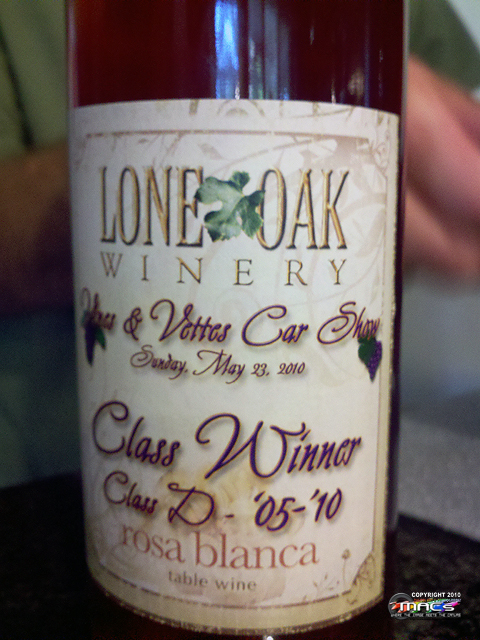 LONE OAK
WINERY
Vines & Vettes Car Show
Sunday, May 23, 2010
Class Winner
Class D - '05-'10
rosa blanca
table wine
COPYRIGHT 2010
MACS